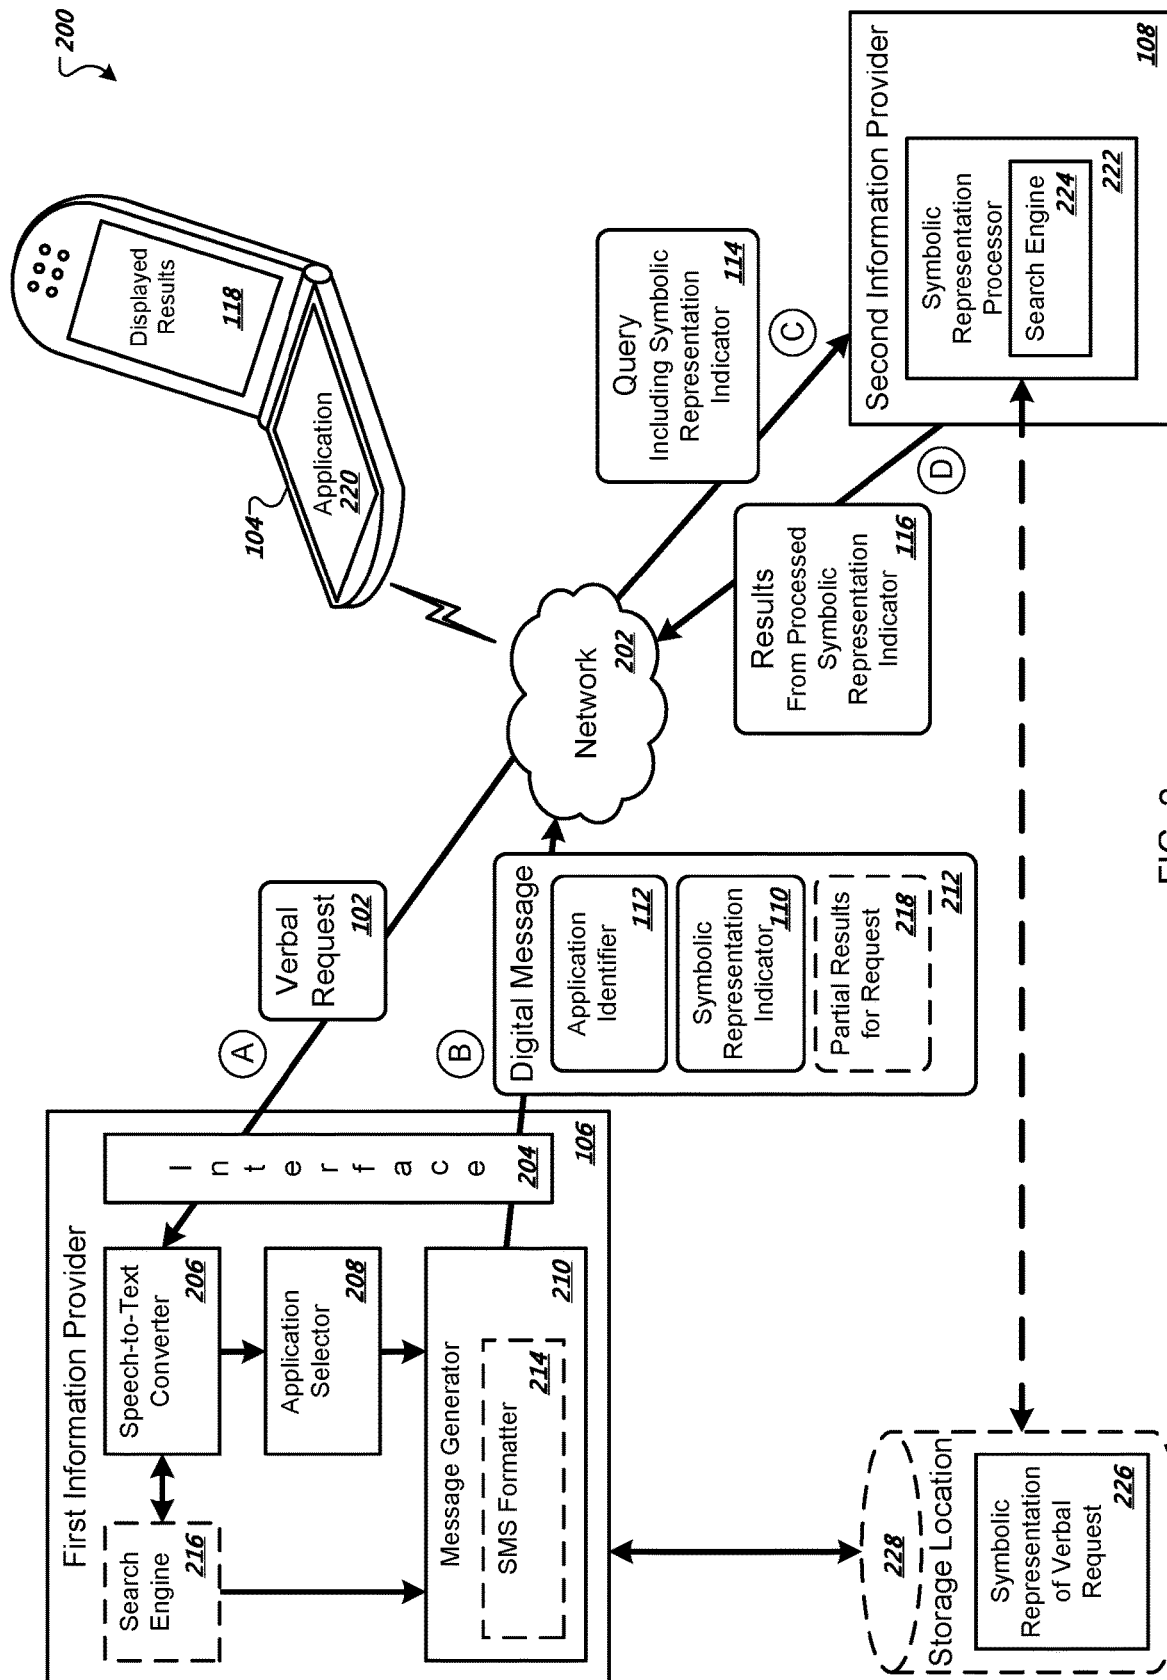 200
First Information Provider
Search
Engine
216
Speech-to-Text
Converter
206
Application
Selector
208
Message Generator
SMS Formatter
214
210
Interface
204
106
A
Verbal
Request
102
B
Digital Message
Application
Identifier
112
Symbolic
Representation
Indicator
110
Partial Results
for Request
218
212
Network
202
Displayed
Results
118
Application
220
104
Query
Including Symbolic
Representation
Indicator
114
C
Results
From Processed
Symbolic
Representation
Indicator
116
D
Second Information Provider
Symbolic
Representation
Processor
Search Engine
224
222
108
228
Storage Location
Symbolic
Representation
of Verbal
Request
226
FIG.